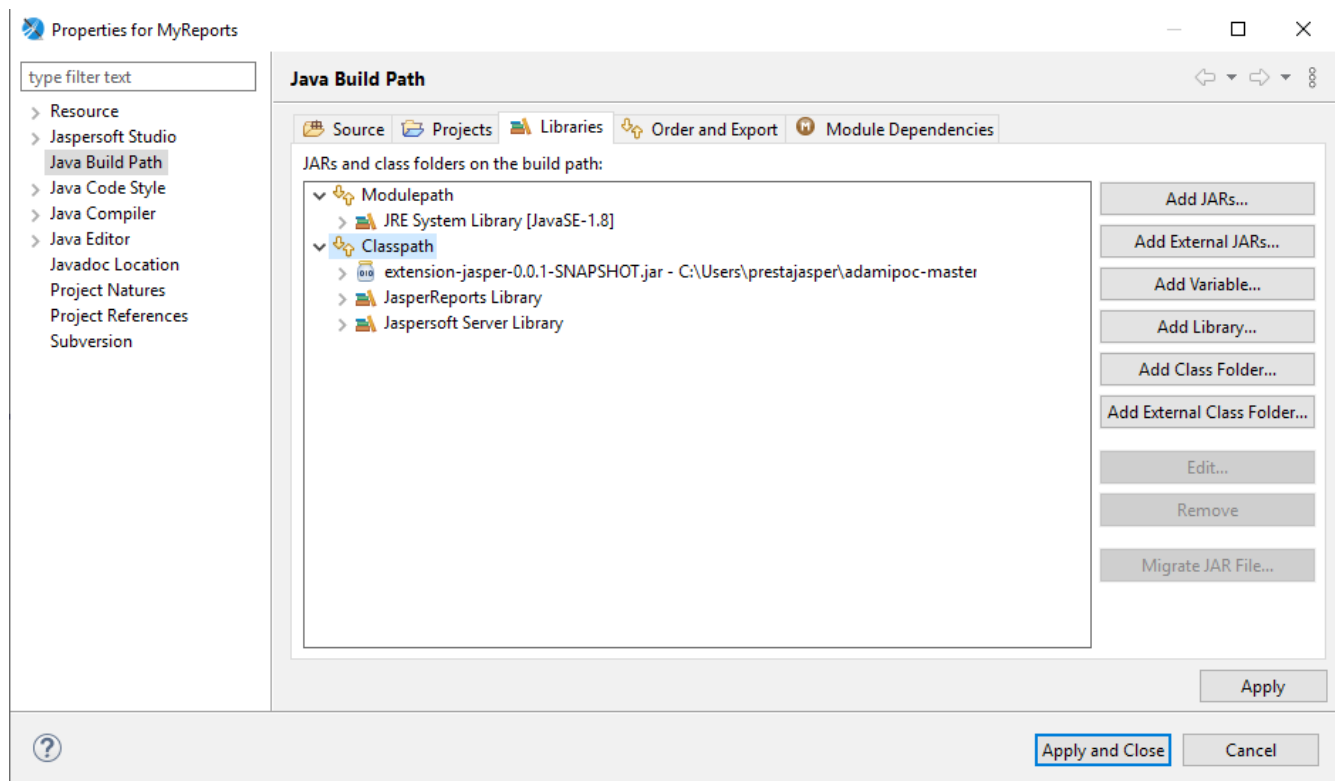 Properties for MyReports
type filter text
Resource
Jaspersoft Studio
Java Build Path
Java Code Style
Java Compiler
Java Editor
Javadoc Location
Project Natures
Project References
Subversion
Java Build Path
Source Projects Libraries Order and Export Module Dependencies
JARs and class folders on the build path:
Modulepath
JRE System Library [JavaSE-1.8]
Classpath
extension-jasper-0.0.1-SNAPSHOT.jar - C:\Users\prestajasper\adamipoc-master
JasperReports Library
Jaspersoft Server Library
Add JARs...
Add External JARs...
Add Variable...
Add Library...
Add Class Folder...
Add External Class Folder...
Edit...
Remove
Migrate JAR File...
Apply
Apply and Close Cancel